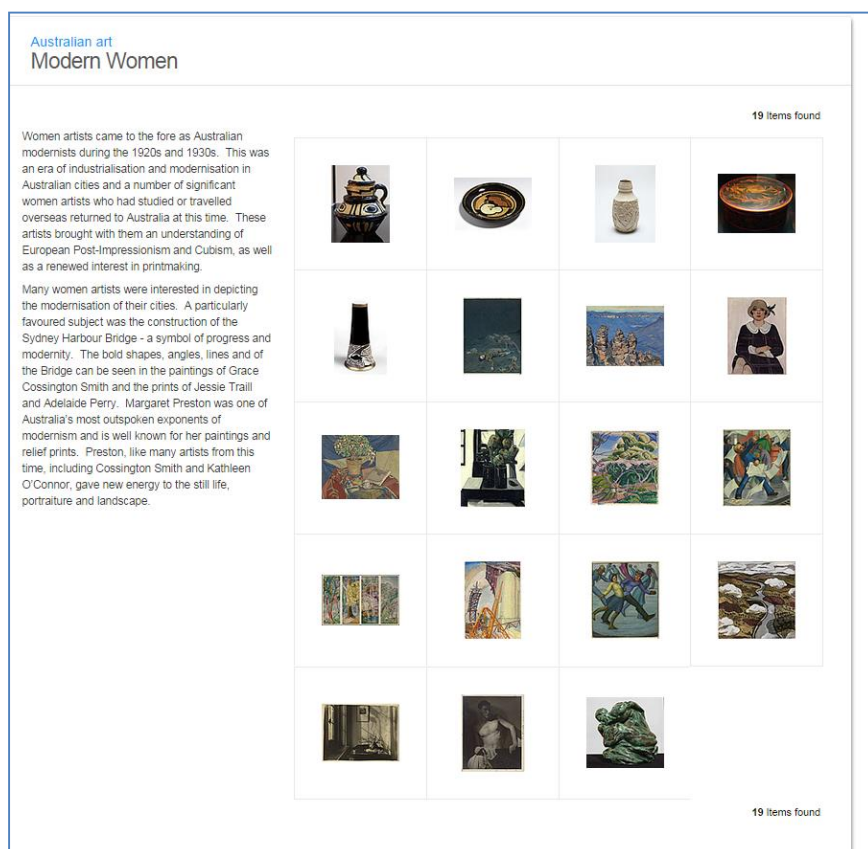 Australian art
Modern Women
19 Items found
Women artists came to the fore as Australian
modernists during the 1920s and 1930s.  This was
an era of industrialisation and modernisation in
Australian cities and a number of significant
women artists who had studied or travelled
overseas returned to Australia at this time.  These
artists brought with them an understanding of
European Post-Impressionism and Cubism, as well
as a renewed interest in printmaking.
Many women artists were interested in depicting
the modernisation of their cities.  A particularly
favoured subject was the construction of the
Sydney Harbour Bridge - a symbol of progress and
modernity.  The bold shapes, angles, lines and of
the Bridge can be seen in the paintings of Grace
Cossington Smith and the prints of Jessie Traill
and Adelaide Perry.  Margaret Preston was one of
Australia's most outspoken exponents of
modernism and is well known for her paintings and
relief prints.  Preston, like many artists from this
time, including Cossington Smith and Kathleen
O'Connor, gave new energy to the still life,
portraiture and landscape.
19 Items found